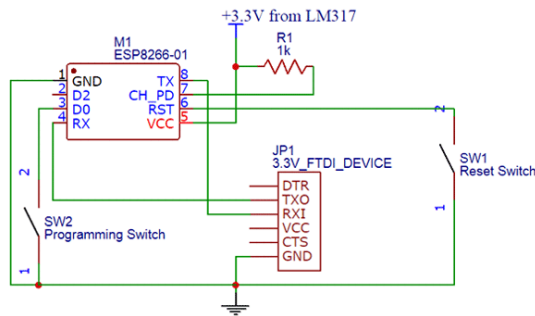 +3.3V from LM317
M1
ESP8266-01
R1
1k
1 GND TX 8
2 D2 CH_PD 7
3 D0 RST 6
4 RX VCC 5
2
JP1
3.3V_FTDI_DEVICE
DTR
TXO
RXI
VCC
CTS
GND
SW1
Reset Switch
1
2
SW2
Programming Switch
1